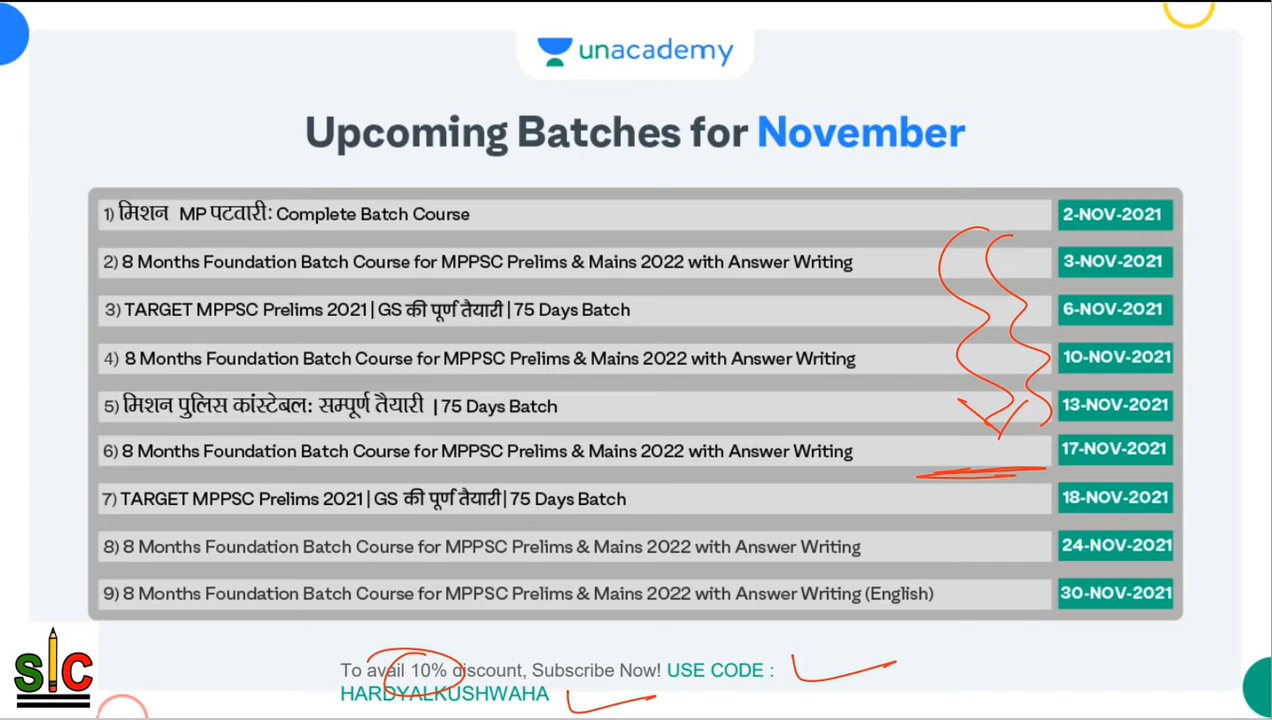 unacademy
Upcoming Batches for November
1) मिशन MP पटवारी: Complete Batch Course 2-NOV-2021
2) 8 Months Foundation Batch Course for MPPSC Prelims & Mains 2022 with Answer Writing 3-NOV-2021
3) TARGET MPPSC Prelims 2021 | GS की पूर्ण तैयारी | 75 Days Batch 6-NOV-2021
4) 8 Months Foundation Batch Course for MPPSC Prelims & Mains 2022 with Answer Writing 10-NOV-2021
5) मिशन पुलिस कांस्टेबल: सम्पूर्ण तैयारी | 75 Days Batch 13-NOV-2021
6) 8 Months Foundation Batch Course for MPPSC Prelims & Mains 2022 with Answer Writing 17-NOV-2021
7) TARGET MPPSC Prelims 2021 | GS की पूर्ण तैयारी | 75 Days Batch 18-NOV-2021
8) 8 Months Foundation Batch Course for MPPSC Prelims & Mains 2022 with Answer Writing 24-NOV-2021
9) 8 Months Foundation Batch Course for MPPSC Prelims & Mains 2022 with Answer Writing (English) 30-NOV-2021
To avail 10% discount, Subscribe Now! USE CODE :
HARDYALKUSHWAHA
SIC